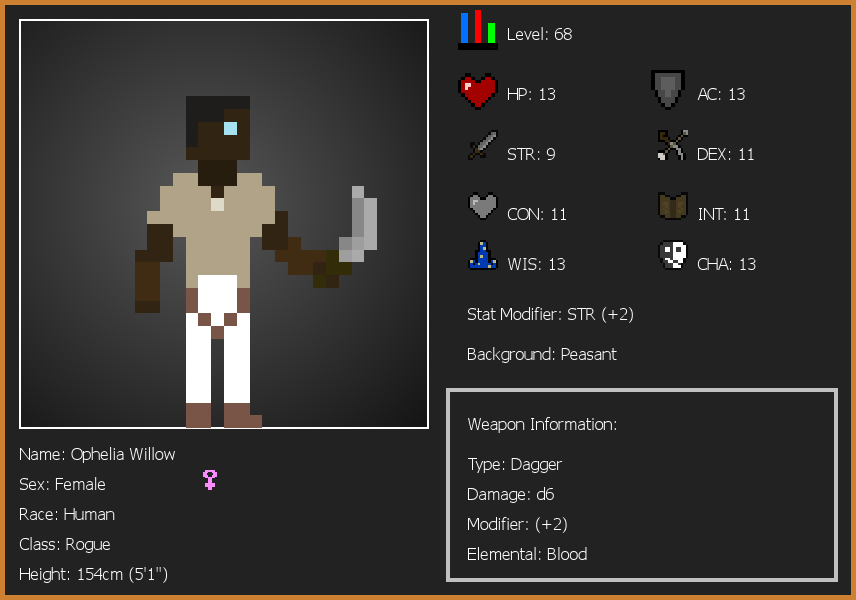 Level: 68
HP: 13
AC: 13
STR: 9
DEX: 11
CON: 11
INT: 11
WIS: 13
CHA: 13
Stat Modifier: STR (+2)
Background: Peasant
Weapon Information:
Type: Dagger
Damage: d6
Modifier: (+2)
Elemental: Blood
Name: Ophelia Willow
Sex: Female
Race: Human
Class: Rogue
Height: 154cm (5'1")